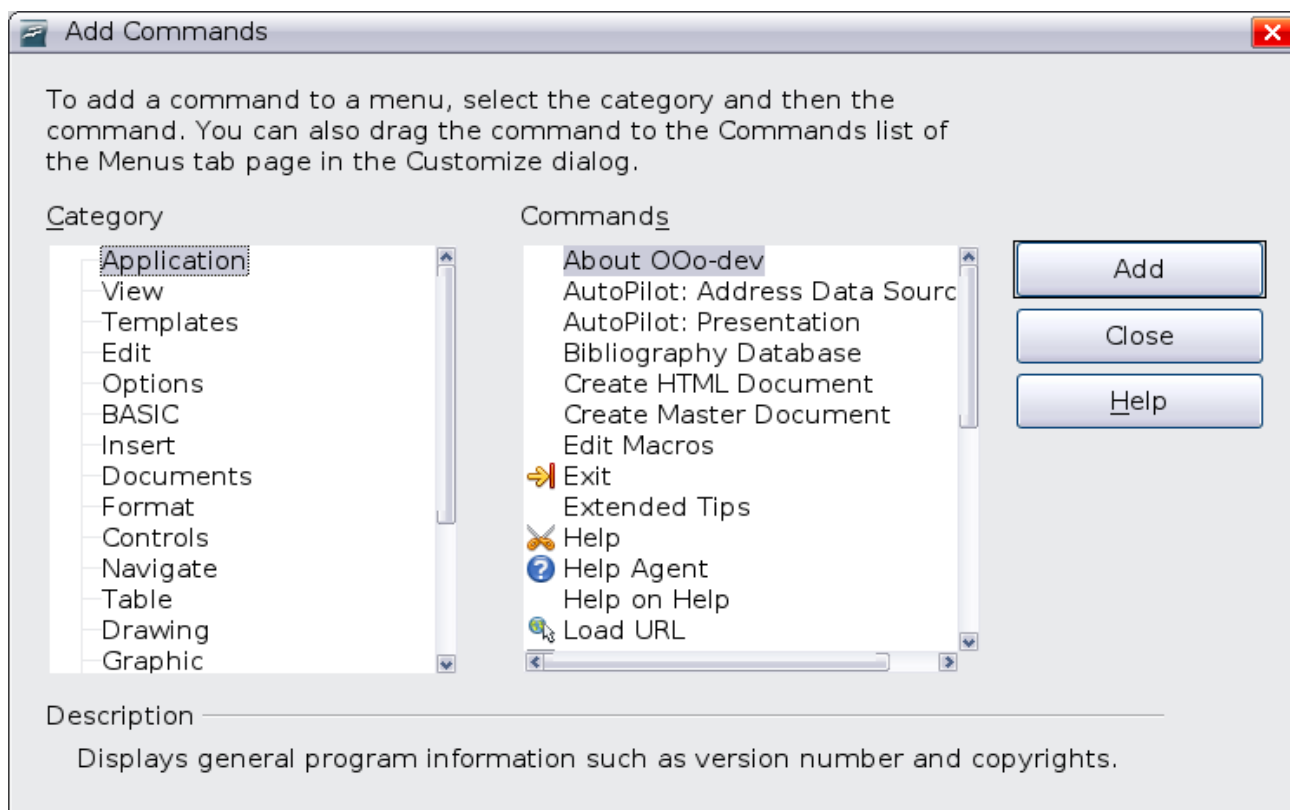 Add Commands
To add a command to a menu, select the category and then the
command. You can also drag the command to the Commands list of
the Menus tab page in the Customize dialog.
Category
Application
View
Templates
Edit
Options
BASIC
Insert
Documents
Format
Controls
Navigate
Table
Drawing
Graphic
Commands
About OOo-dev
AutoPilot: Address Data Sourc
AutoPilot: Presentation
Bibliography Database
Create HTML Document
Create Master Document
Edit Macros
Exit
Extended Tips
Help
Help Agent
Help on Help
Load URL
Add
Close
Help
Description
Displays general program information such as version number and copyrights.